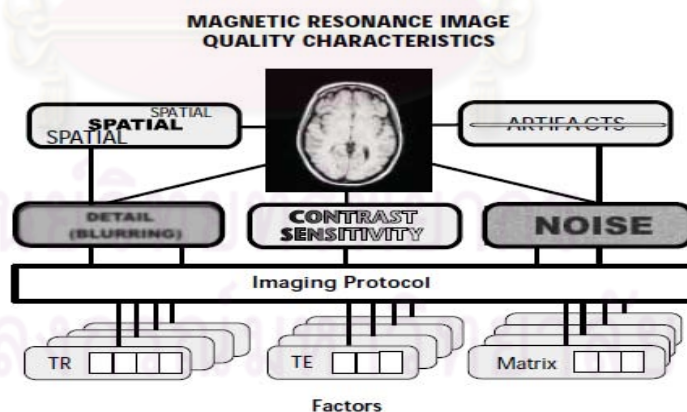 MAGNETIC RESONANCE IMAGE
QUALITY CHARACTERISTICS
SPATIAL
SPATIAL
SPATIAL
ARTIFACTS
DETAIL
(BLURRING)
CONTRAST
SENSITIVITY
NOISE
Imaging Protocol
TR
TE
Matrix
Factors